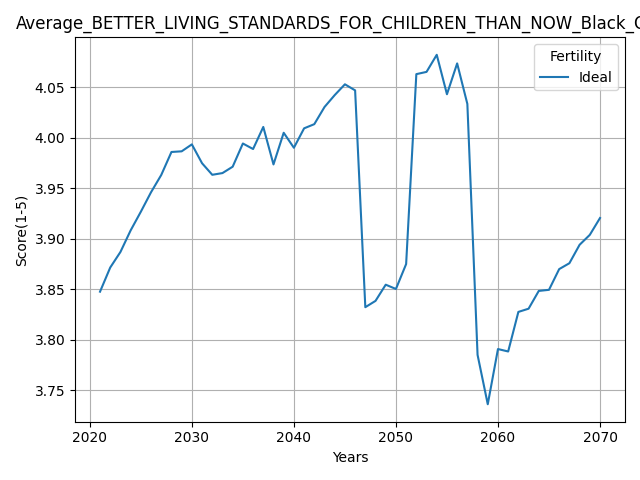 Average_BETTER_LIVING_STANDARDS_FOR_CHILDREN_THAN_NOW_Black_
Fertility
Ideal
4.05
4.00
3.95
3.90
3.85
3.80
3.75
Score(1-5)
2020 2030 2040 2050 2060 2070
Years